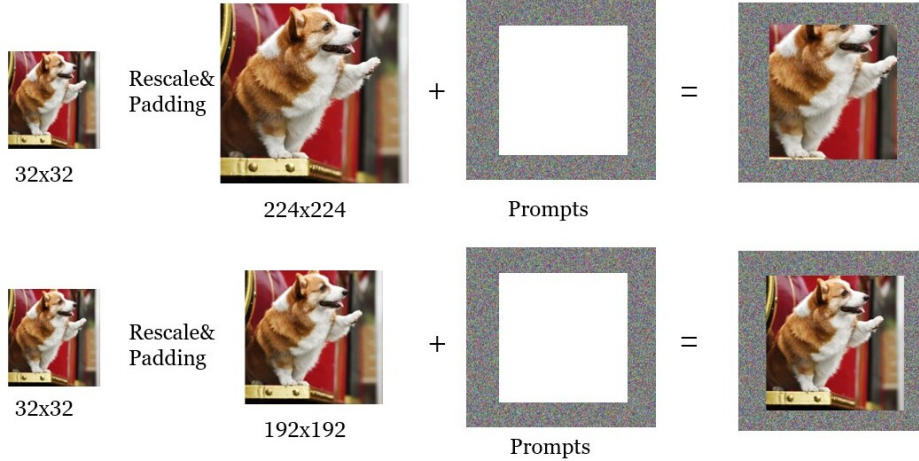 Rescale&
Padding
+
=
32x32
224x224
Prompts
Rescale&
Padding
+
=
32x32
192x192
Prompts